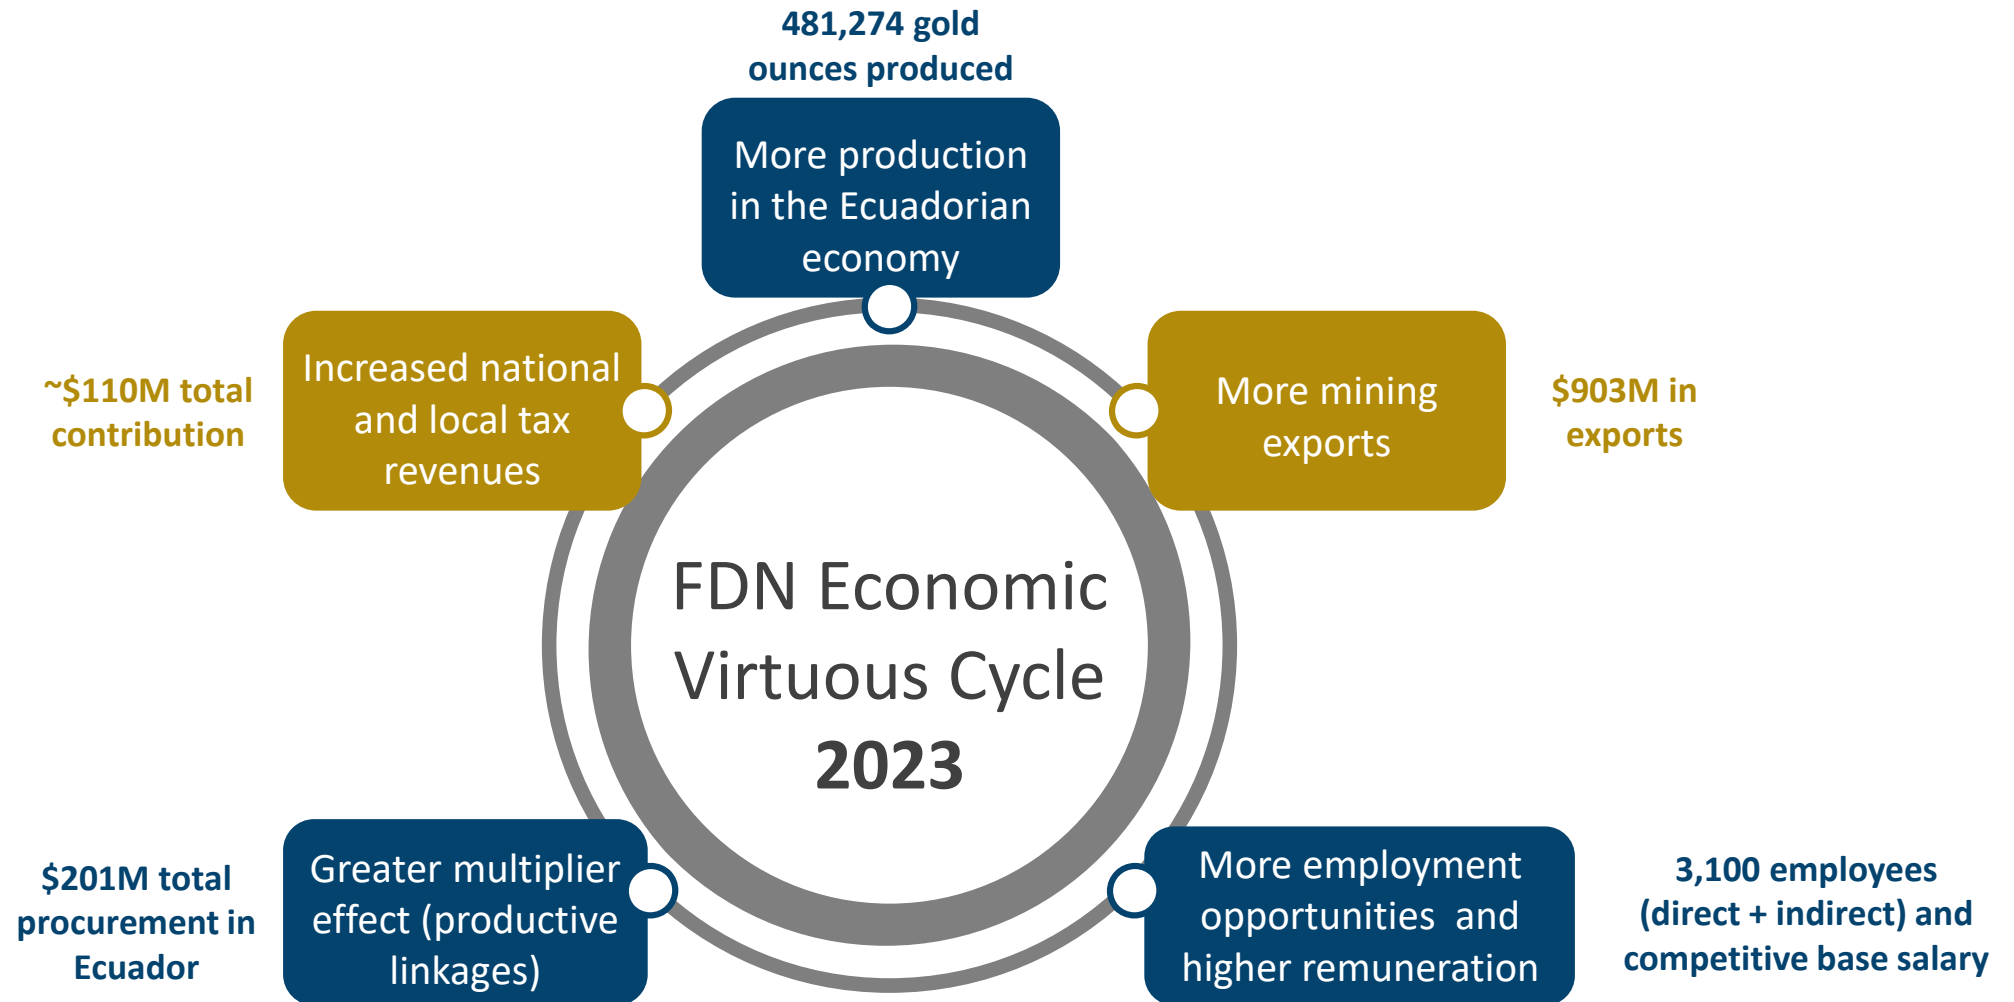 481,274 gold
ounces produced
More production
in the Ecuadorian
economy
Increased national
and local tax
revenues
~$110M total
contribution
More mining
exports
$903M in
exports
FDN Economic
Virtuous Cycle
2023
Greater multiplier
effect (productive
linkages)
$201M total
procurement in
Ecuador
More employment
opportunities and
higher remuneration
3,100 employees
(direct + indirect) and
competitive base salary